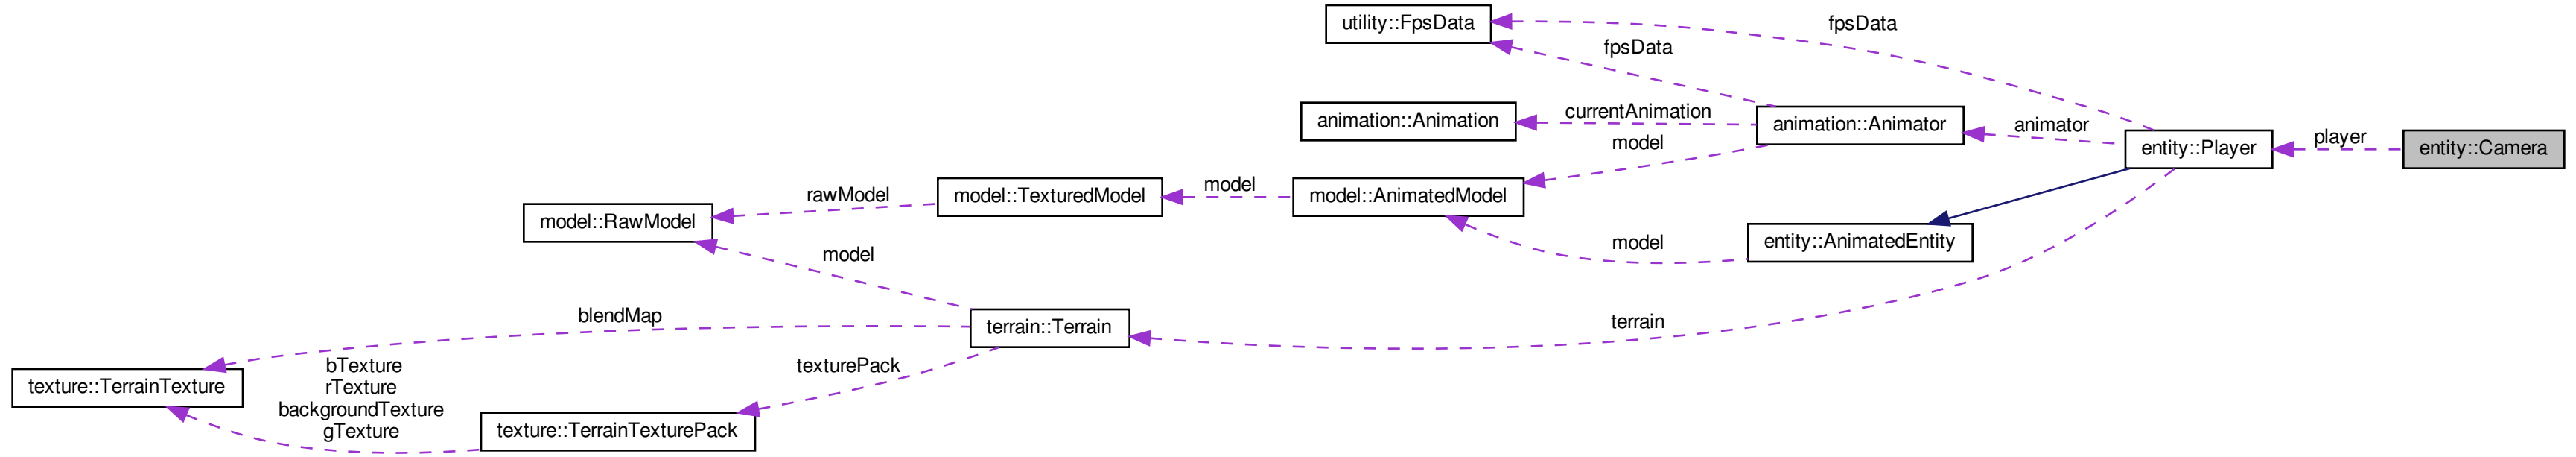 utility::FpsData
fpsData
fpsData
animation::Animation
currentAnimation
animation::Animator
animator
entity::Player
player
entity::Camera
model
model::RawModel
rawModel
model::TexturedModel
model
model::AnimatedModel
model
entity::AnimatedEntity
model
terrain::Terrain
terrain
blendMap
texturePack
texture::TerrainTexture
bTexture
rTexture
backgroundTexture
gTexture
texture::TerrainTexturePack